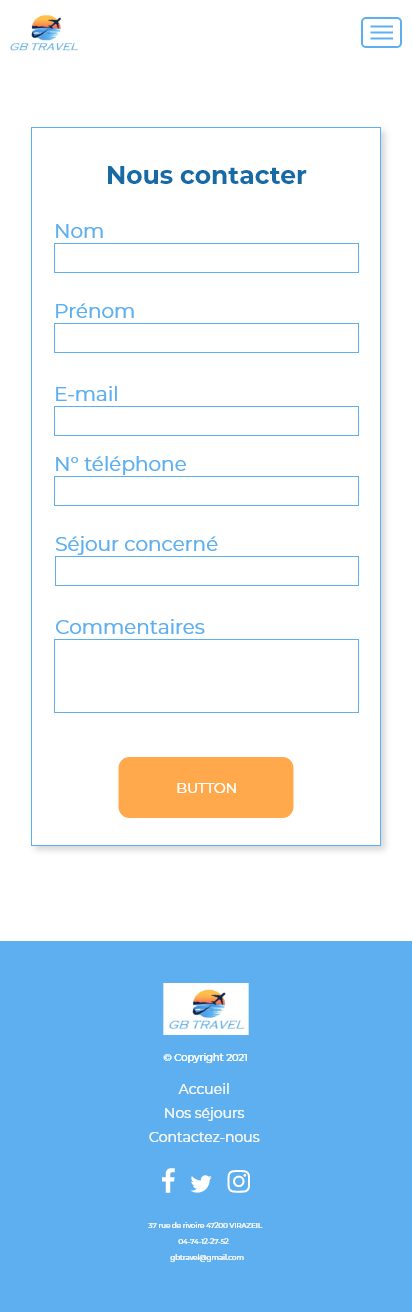 GB TRAVEL
Nous contacter
Nom
Prénom
E-mail
N° téléphone
Séjour concerné
Commentaires
BUTTON
GB TRAVEL
© Copyright 2021
Accueil
Nos séjours
Contactez-nous
37 rue de rivoire 47200 VIRAZEIL
04-74-12-27-52
gbtravel@gmail.com